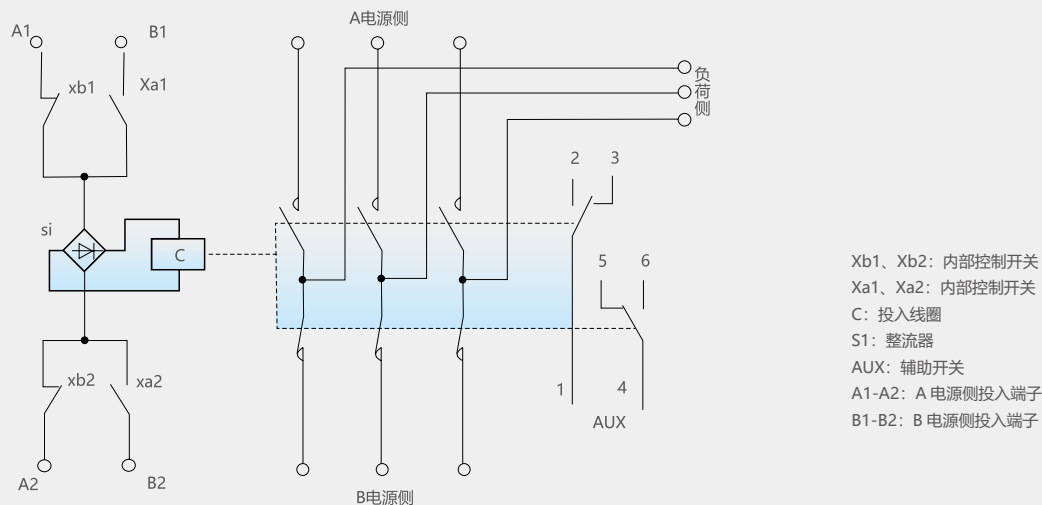 A1
B1
A电源侧
xb1
Xa1
负
荷
侧
2
3
si
C
5
6
1
4
AUX
xb2
xa2
A2
B2
B电源侧
Xb1、Xb2：内部控制开关
Xa1、Xa2：内部控制开关
C：投入线圈
S1：整流器
AUX：辅助开关
A1-A2：A 电源侧投入端子
B1-B2：B 电源侧投入端子